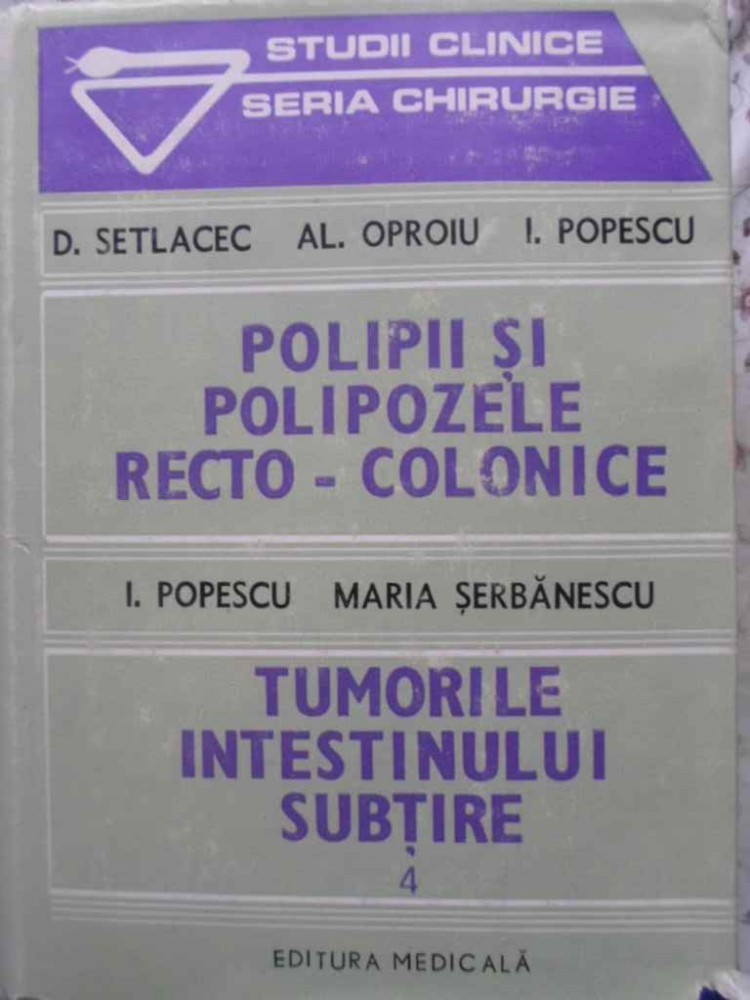 STUDII CLINICE
SERIA CHIRURGIE
D. SETLACEC AL. OPROIU I. POPESCU
POLIPII ȘI
POLIPOZELE
RECTO - COLONICE
I. POPESCU MARIA ȘERBĂNESCU
TUMORILE
INTESTINULUI
SUBȚIRE
4
EDITURA MEDICALĂ